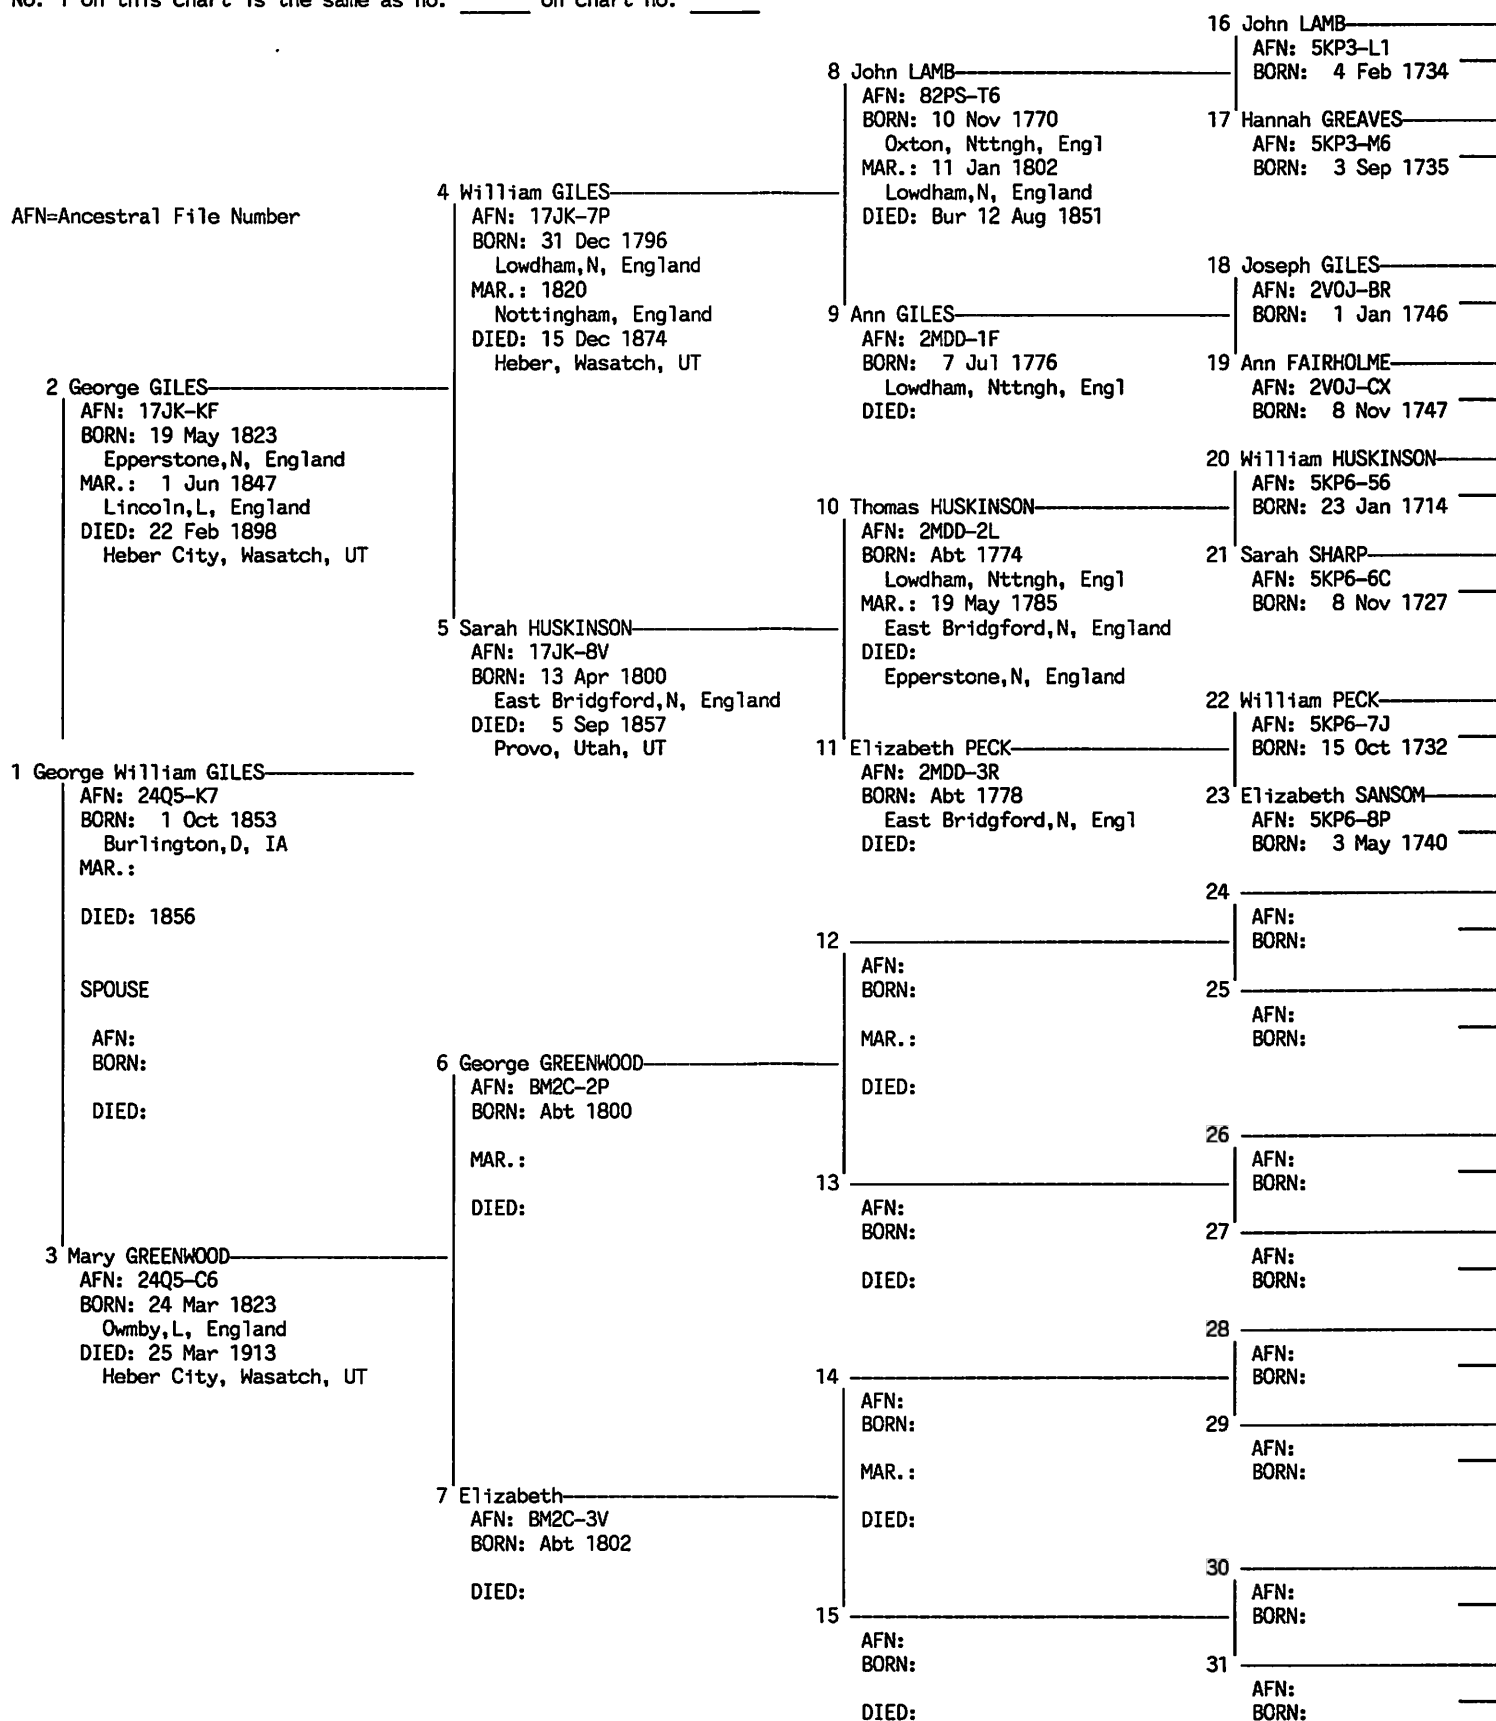 No. 1 on this chart is the same as no. ______ on chart no. ______
AFN=Ancestral File Number
1 George William GILES
AFN: 24Q5-K7
BORN: 1 Oct 1853
Burlington,D, IA
MAR.:
DIED: 1856
SPOUSE
AFN:
BORN:
DIED:
2 George GILES
AFN: 17JK-KF
BORN: 19 May 1823
Epperstone,N, England
MAR.: 1 Jun 1847
Lincoln,L, England
DIED: 22 Feb 1898
Heber City, Wasatch, UT
3 Mary GREENWOOD
AFN: 24Q5-C6
BORN: 24 Mar 1823
Owmby,L, England
DIED: 25 Mar 1913
Heber City, Wasatch, UT
4 William GILES
AFN: 17JK-7P
BORN: 31 Dec 1796
Lowdham,N, England
MAR.: 1820
Nottingham, England
DIED: 15 Dec 1874
Heber, Wasatch, UT
5 Sarah HUSKINSON
AFN: 17JK-8V
BORN: 13 Apr 1800
East Bridgford,N, England
DIED: 5 Sep 1857
Provo, Utah, UT
6 George GREENWOOD
AFN: BM2C-2P
BORN: Abt 1800
MAR.:
DIED:
7 Elizabeth
AFN: BM2C-3V
BORN: Abt 1802
DIED:
8 John LAMB
AFN: 82PS-T6
BORN: 10 Nov 1770
Oxton, Nttngh, Engl
MAR.: 11 Jan 1802
Lowdham,N, England
DIED: Bur 12 Aug 1851
9 Ann GILES
AFN: 2MDD-1F
BORN: 7 Jul 1776
Lowdham, Nttngh, Engl
DIED:
10 Thomas HUSKINSON
AFN: 2MDD-2L
BORN: Abt 1774
Lowdham, Nttngh, Engl
MAR.: 19 May 1785
East Bridgford,N, England
DIED:
Epperstone,N, England
11 Elizabeth PECK
AFN: 2MDD-3R
BORN: Abt 1778
East Bridgford,N, Engl
DIED:
12
AFN:
BORN:
MAR.:
DIED:
13
AFN:
BORN:
DIED:
14
AFN:
BORN:
MAR.:
DIED:
15
AFN:
BORN:
DIED:
16 John LAMB
AFN: 5KP3-L1
BORN: 4 Feb 1734
17 Hannah GREAVES
AFN: 5KP3-M6
BORN: 3 Sep 1735
18 Joseph GILES
AFN: 2V0J-BR
BORN: 1 Jan 1746
19 Ann FAIRHOLME
AFN: 2V0J-CX
BORN: 8 Nov 1747
20 William HUSKINSON
AFN: 5KP6-56
BORN: 23 Jan 1714
21 Sarah SHARP
AFN: 5KP6-6C
BORN: 8 Nov 1727
22 William PECK
AFN: 5KP6-7J
BORN: 15 Oct 1732
23 Elizabeth SANSOM
AFN: 5KP6-8P
BORN: 3 May 1740
24
AFN:
BORN:
25
AFN:
BORN:
26
AFN:
BORN:
27
AFN:
BORN:
28
AFN:
BORN:
29
AFN:
BORN:
30
AFN:
BORN:
31
AFN:
BORN: